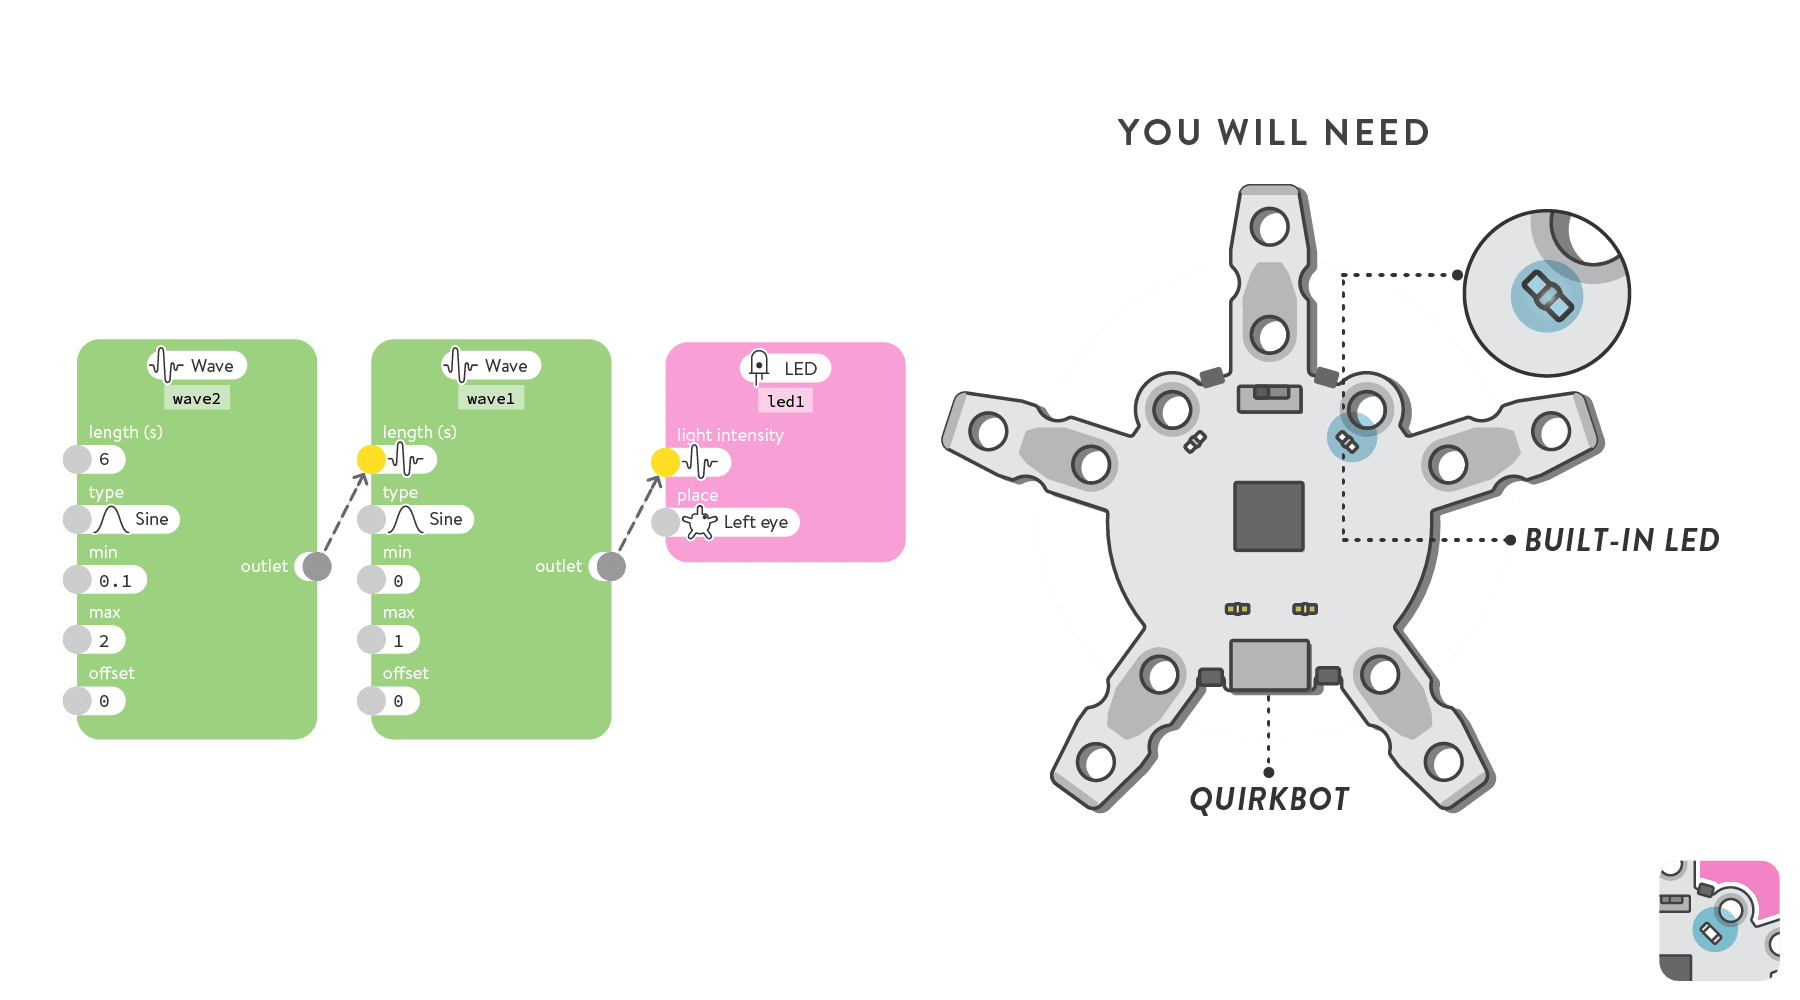 YOU WILL NEED
Wave
wave2
length (s)
6
type
Sine
min
0.1
max
2
offset
0
outlet
Wave
wave1
length (s)
type
Sine
min
0
max
1
offset
0
outlet
LED
led1
light intensity
place
Left eye
BUILT-IN LED
QUIRKBOT